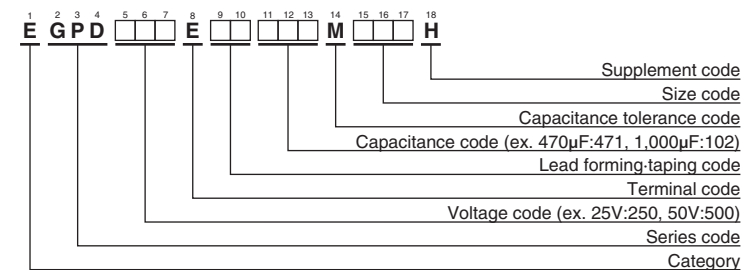 1 2 3 4 5 6 7 8 9 10 11 12 13 14 15 16 17 18
E GPD E M H
Supplement code
Size code
Capacitance tolerance code
Capacitance code (ex. 470µF:471, 1,000µF:102)
Lead forming·taping code
Terminal code
Voltage code (ex. 25V:250, 50V:500)
Series code
Category